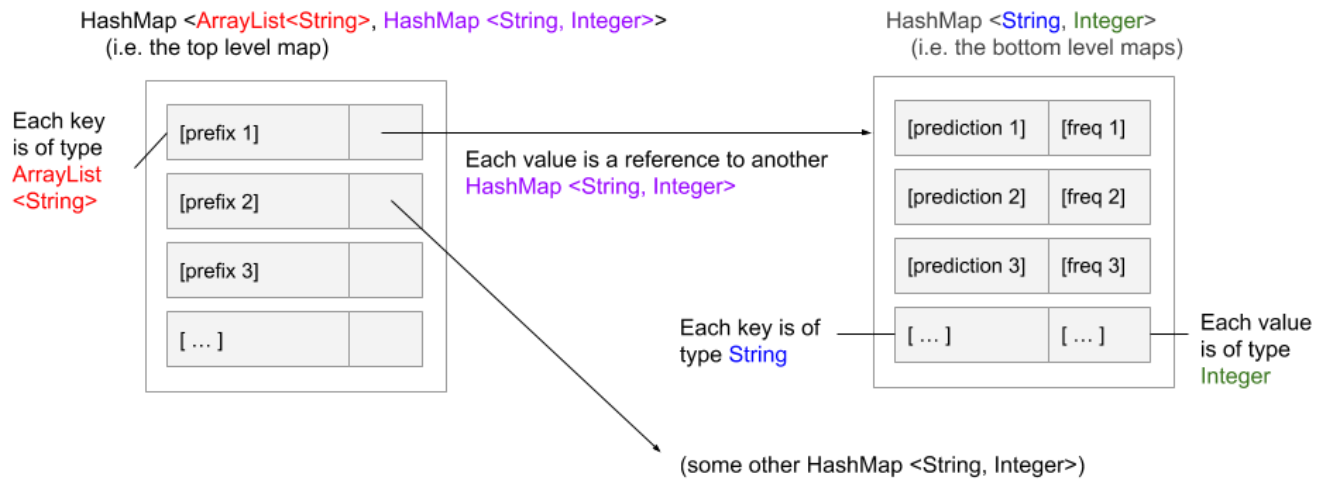 HashMap <ArrayList<String>, HashMap <String, Integer>>
(i.e. the top level map)
HashMap <String, Integer>
(i.e. the bottom level maps)
Each key
is of type
ArrayList
<String>
[prefix 1]
[prefix 2]
[prefix 3]
[ ... ]
Each value is a reference to another
HashMap <String, Integer>
[prediction 1] [freq 1]
[prediction 2] [freq 2]
[prediction 3] [freq 3]
[ ... ] [ ... ]
Each key is of
type String
Each value
is of type
Integer
(some other HashMap <String, Integer>)